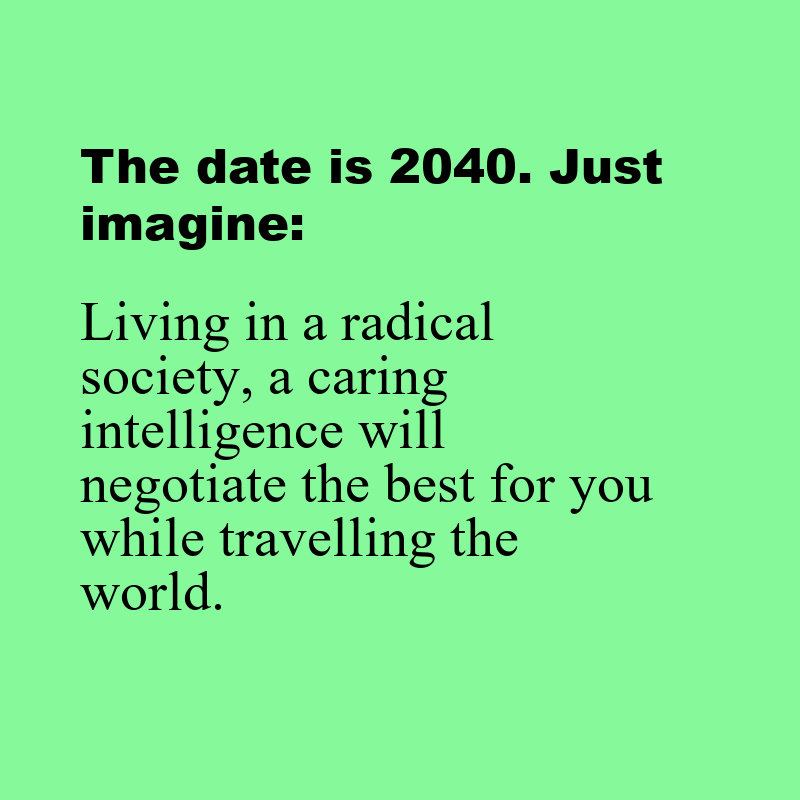 The date is 2040. Just
imagine:
Living in a radical
society, a caring
intelligence will
negotiate the best for you
while travelling the
world.